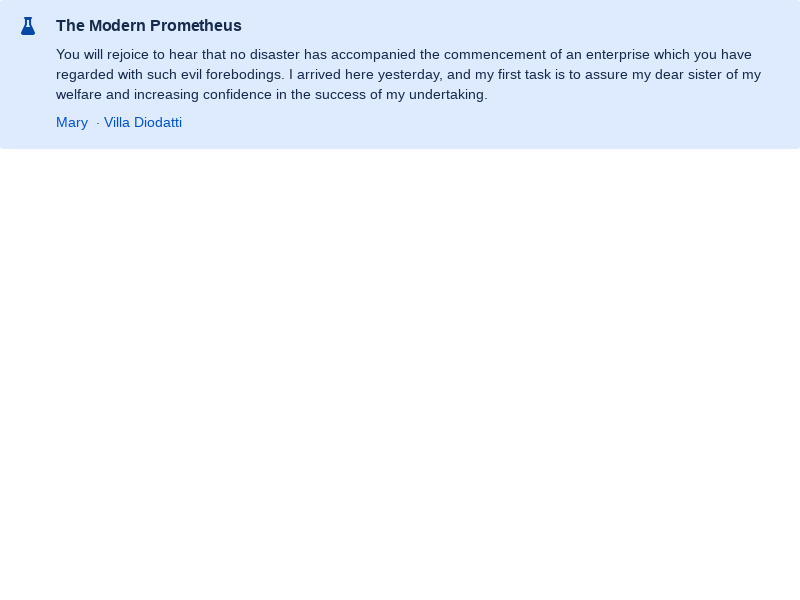 The Modern Prometheus
You will rejoice to hear that no disaster has accompanied the commencement of an enterprise which you have
regarded with such evil forebodings. I arrived here yesterday, and my first task is to assure my dear sister of my
welfare and increasing confidence in the success of my undertaking.
Mary · Villa Diodatti